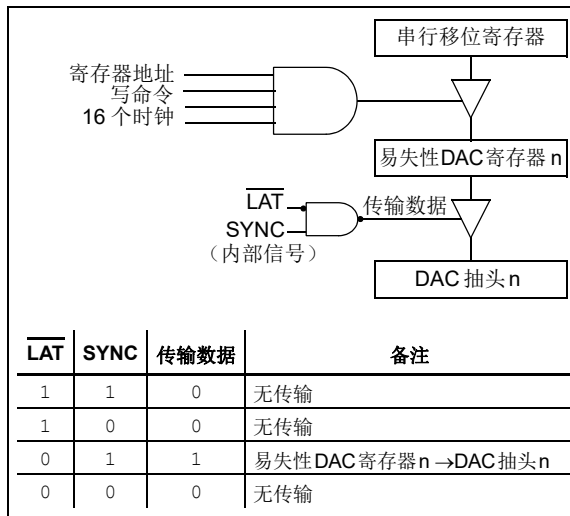 串行移位寄存器
寄存器地址
写命令
16 个时钟
易失性DAC寄存器 n
LAT
传输数据
SYNC
（内部信号）
DAC 抽头 n
LAT SYNC 传输数据 备注
1 1 0 无传输
1 0 0 无传输
0 1 1 易失性DAC寄存器n →DAC抽头n
0 0 0 无传输